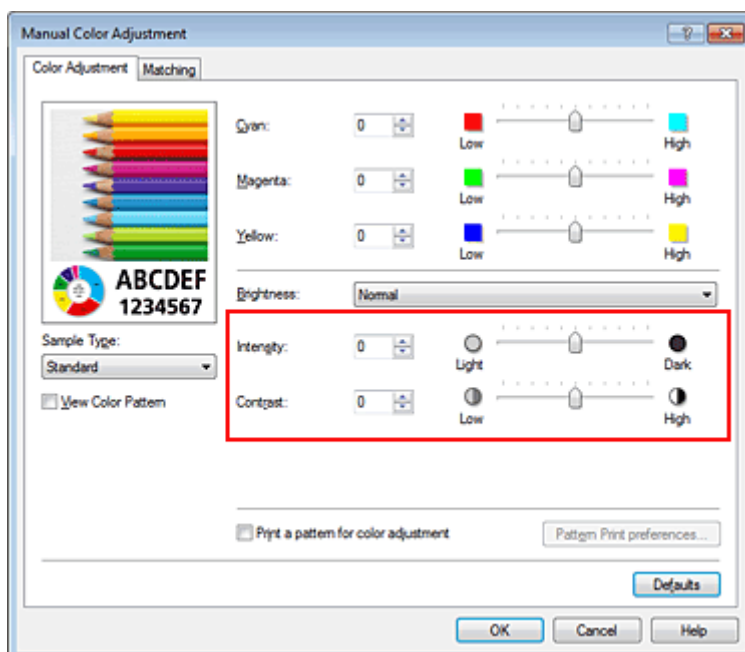 Manual Color Adjustment
Color Adjustment Matching
Cyan: 0 Low High
Magenta: 0 Low High
Yellow: 0 Low High
ABCDEF
1234567
Brightness: Normal
Sample Type:
Standard
Intensity: 0 Light Dark
View Color Pattern
Contrast: 0 Low High
Print a pattern for color adjustment Pattern Print preferences...
Defaults
OK Cancel Help